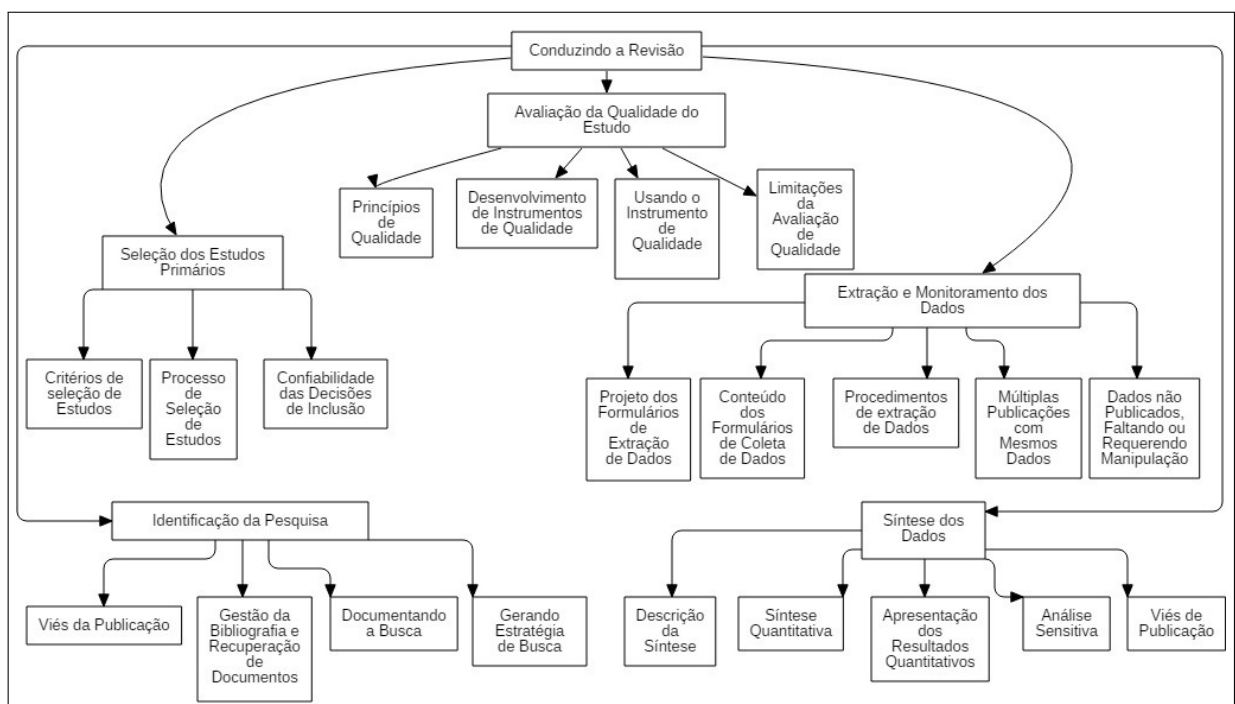 Conduzindo a Revisão
Avaliação da Qualidade do
Estudo
Princípios
de
Qualidade
Desenvolvimento
de Instrumentos
de Qualidade
Usando o
Instrumento
de
Qualidade
Limitações
da
Avaliação
de
Qualidade
Seleção dos Estudos
Primários
Critérios de
seleção de
Estudos
Processo
de
Seleção
de
Estudos
Confiabilidade
das Decisões
de Inclusão
Extração e Monitoramento dos
Dados
Projeto dos
Formulários
de
Extração
de Dados
Conteúdo
dos
Formulários
de Coleta
de Dados
Procedimentos
de extração
de Dados
Múltiplas
Publicações
com
Mesmos
Dados
Dados não
Publicados,
Faltando ou
Requerendo
Manipulação
Identificação da Pesquisa
Viés da Publicação
Gestão da
Bibliografia e
Recuperação
de
Documentos
Documentando
a Busca
Gerando
Estratégia
de Busca
Síntese dos
Dados
Descrição
da
Síntese
Síntese
Quantitativa
Apresentação
dos
Resultados
Quantitativos
Análise
Sensitiva
Viés de
Publicação